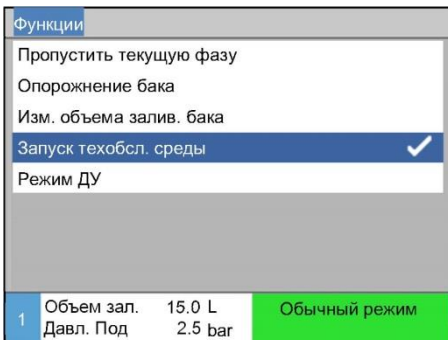 Функции
Пропустить текущую фазу
Опорожнение бака
Изм. объема залив. бака
Запуск техобсл. среды
Режим ДУ
1 Объем зал. 15.0 L Обычный режим
Давл. Под 2.5 bar